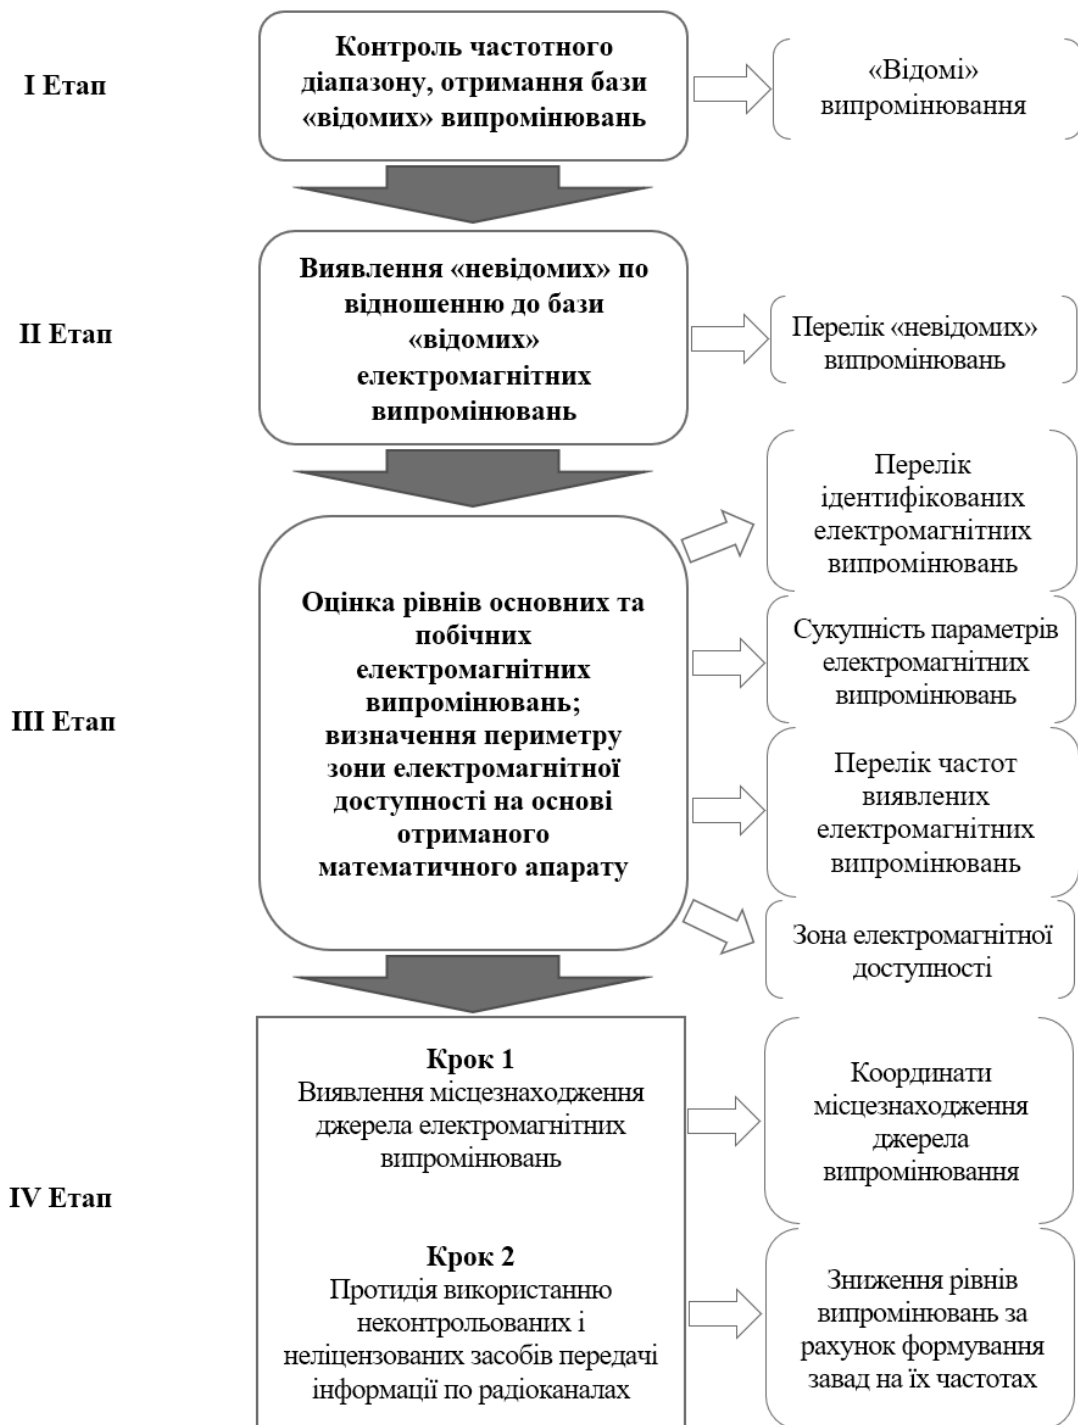 I Етап
Контроль частотного
діапазону, отримання бази
«відомих» випромінювань
«Відомі»
випромінювання
II Етап
Виявлення «невідомих» по
відношенню до бази
«відомих»
електромагнітних
випромінювань
Перелік «невідомих»
випромінювань
III Етап
Оцінка рівнів основних та
побічних
електромагнітних
випромінювань;
визначення периметру
зони електромагнітної
доступності на основі
отриманого
математичного апарату
Перелік
ідентифікованих
електромагнітних
випромінювань
Сукупність параметрів
електромагнітних
випромінювань
Перелік частот
виявлених
електромагнітних
випромінювань
Зона електромагнітної
доступності
IV Етап
Крок 1
Виявлення місцезнаходження
джерела електромагнітних
випромінювань
Координати
місцезнаходження
джерела
випромінювання
Крок 2
Протидія використанню
неконтрольованих і
неліцензованих засобів передачі
інформації по радіоканалах
Зниження рівнів
випромінювань за
рахунок формування
завад на їх частотах